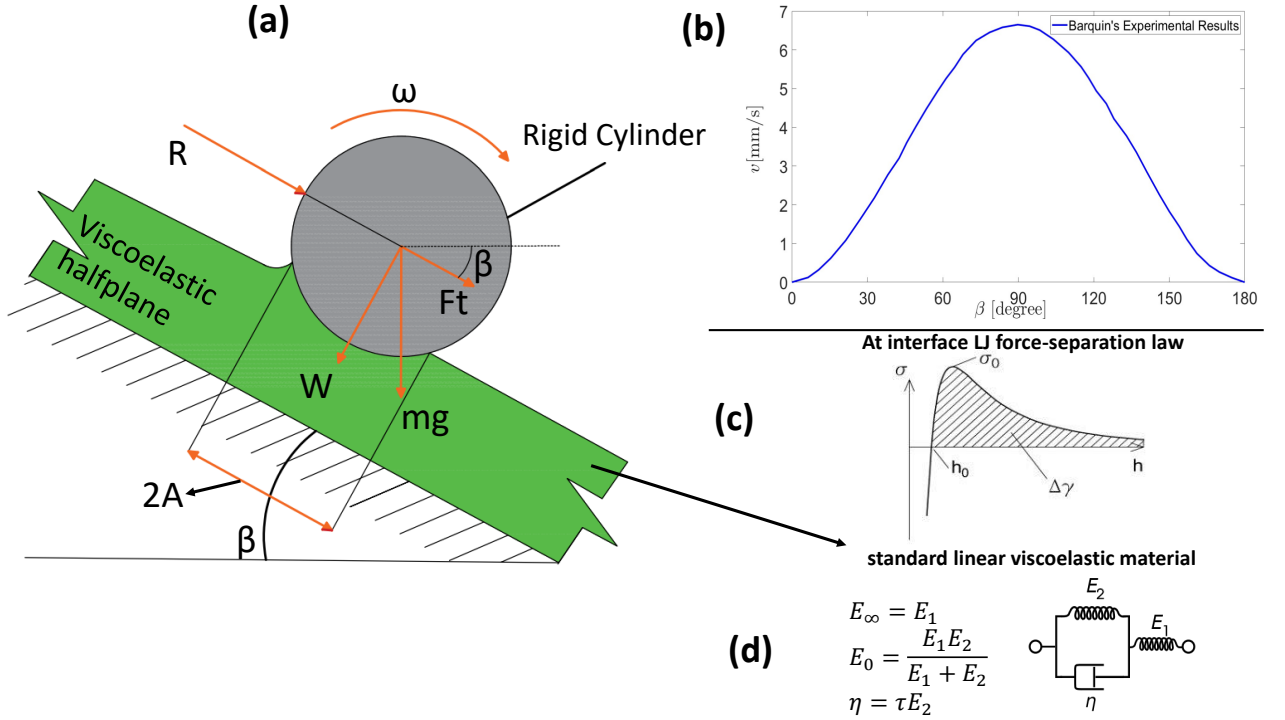 (a)
ω
R
Rigid Cylinder
β
Ft
Viscoelastic
halfplane
W
mg
2A
β
(b)
7
6
5
4
3
2
1
0
v[mm/s]
Barquin's Experimental Results
0 30 60 90 120 150 180
β [degree]
At interface LJ force-separation law
(c)
σ
σ₀
h₀
Δγ
h
standard linear viscoelastic material
(d)
E∞ = E₁
E₀ = E₁E₂ / E₁ + E₂
η = τE₂
E₂
E₁
η